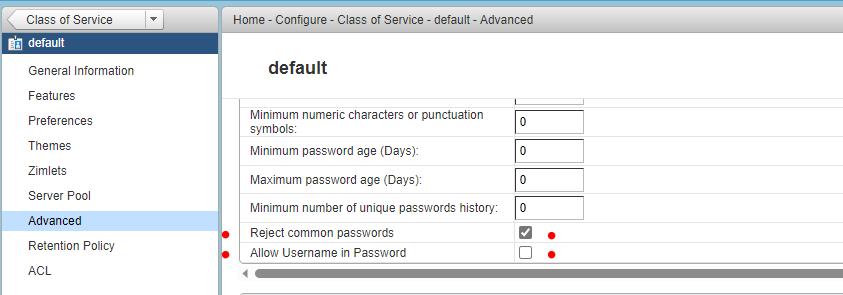 Class of Service
Home - Configure - Class of Service - default - Advanced
default
General Information
Features
Preferences
Themes
Zimlets
Server Pool
Advanced
Retention Policy
ACL
default
Minimum numeric characters or punctuation
symbols:
0
Minimum password age (Days):
0
Maximum password age (Days):
0
Minimum number of unique passwords history:
0
Reject common passwords
Allow Username in Password